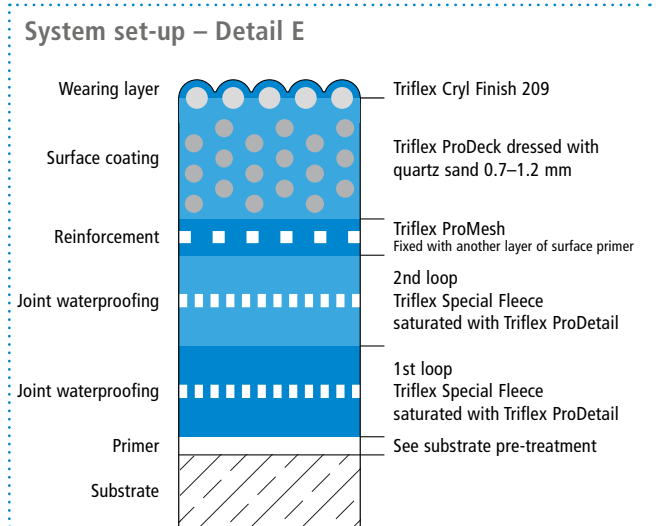 System set-up – Detail E
Wearing layer
Triflex Cryl Finish 209
Surface coating
Triflex ProDeck dressed with
quartz sand 0.7–1.2 mm
Reinforcement
Triflex ProMesh
Fixed with another layer of surface primer
Joint waterproofing
2nd loop
Triflex Special Fleece
saturated with Triflex ProDetail
Joint waterproofing
1st loop
Triflex Special Fleece
saturated with Triflex ProDetail
Primer
See substrate pre-treatment
Substrate